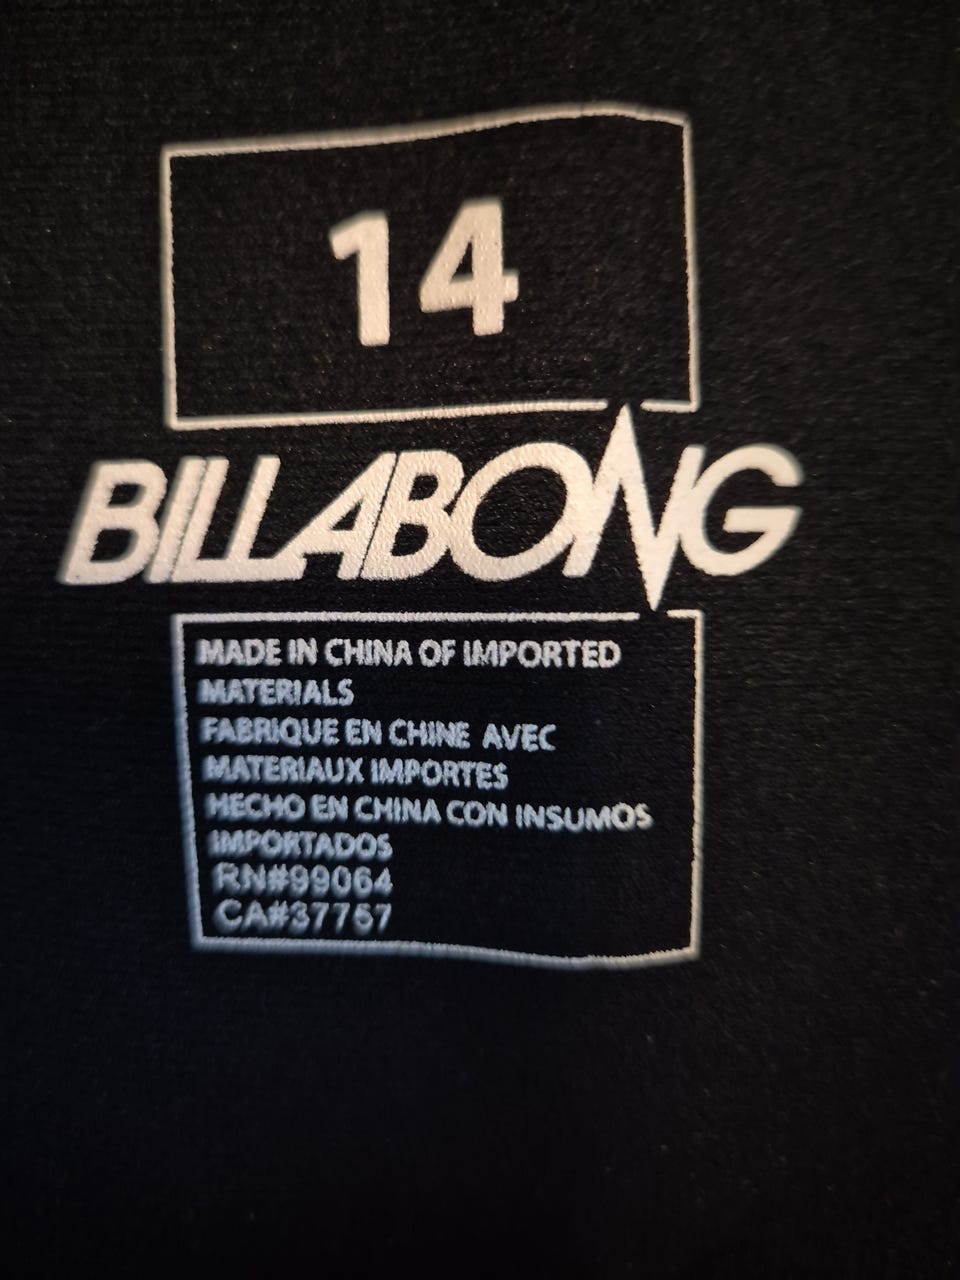 14
BILLABONG
MADE IN CHINA OF IMPORTED
MATERIALS
FABRIQUE EN CHINE AVEC
MATERIAUX IMPORTES
HECHO EN CHINA CON INSUMOS
IMPORTADOS
RN#99064
CA#37757